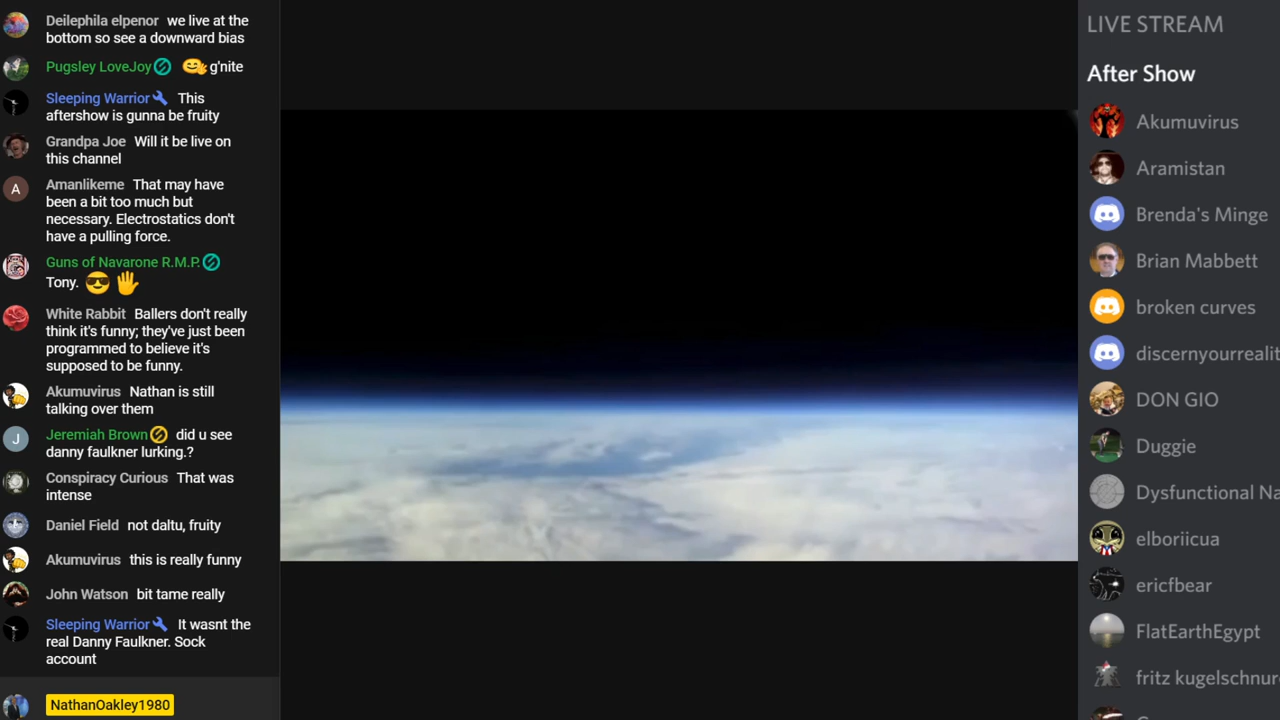 Deilephila elpenor we live at the
bottom so see a downward bias
Pugsley LoveJoy g'nite
Sleeping Warrior This
aftershow is gunna be fruity
Grandpa Joe Will it be live on
this channel
A
Amanlikeme That may have
been a bit too much but
necessary. Electrostatics don't
have a pulling force.
Guns of Navarone R.M.P.
Tony.
White Rabbit Ballers don't really
think it's funny; they've just been
programmed to believe it's
supposed to be funny.
Akumuvirus Nathan is still
talking over them
J
Jeremiah Brown did u see
danny faulkner lurking.?
Conspiracy Curious That was
intense
Daniel Field not daltu, fruity
Akumuvirus this is really funny
John Watson bit tame really
Sleeping Warrior It wasnt the
real Danny Faulkner. Sock
account
NathanOakley1980
LIVE STREAM
After Show
Akumuvirus
Aramistan
Brenda's Minge
Brian Mabbett
broken curves
discernyourrealit
DON GIO
Duggie
Dysfunctional Na
elboriicua
ericfbear
FlatEarthEgypt
fritz kugelschnur